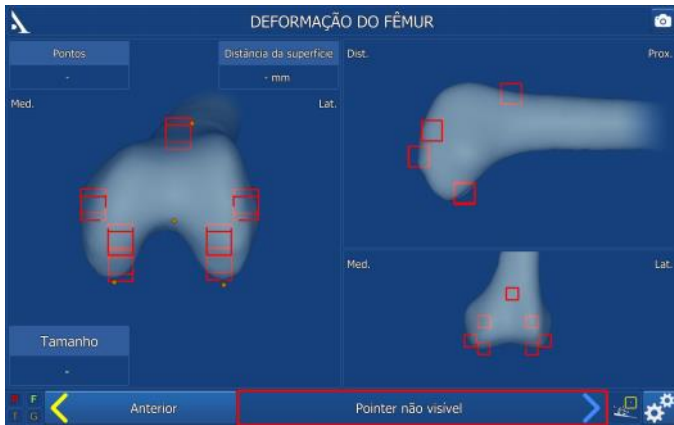 DEFORMAÇÃO DO FÊMUR
Pontos
-
Distância da superfície
- mm
Med.
Lat.
Dist.
Prox.
Med.
Lat.
Tamanho
-
R F
T G
Anterior
Pointer não visível